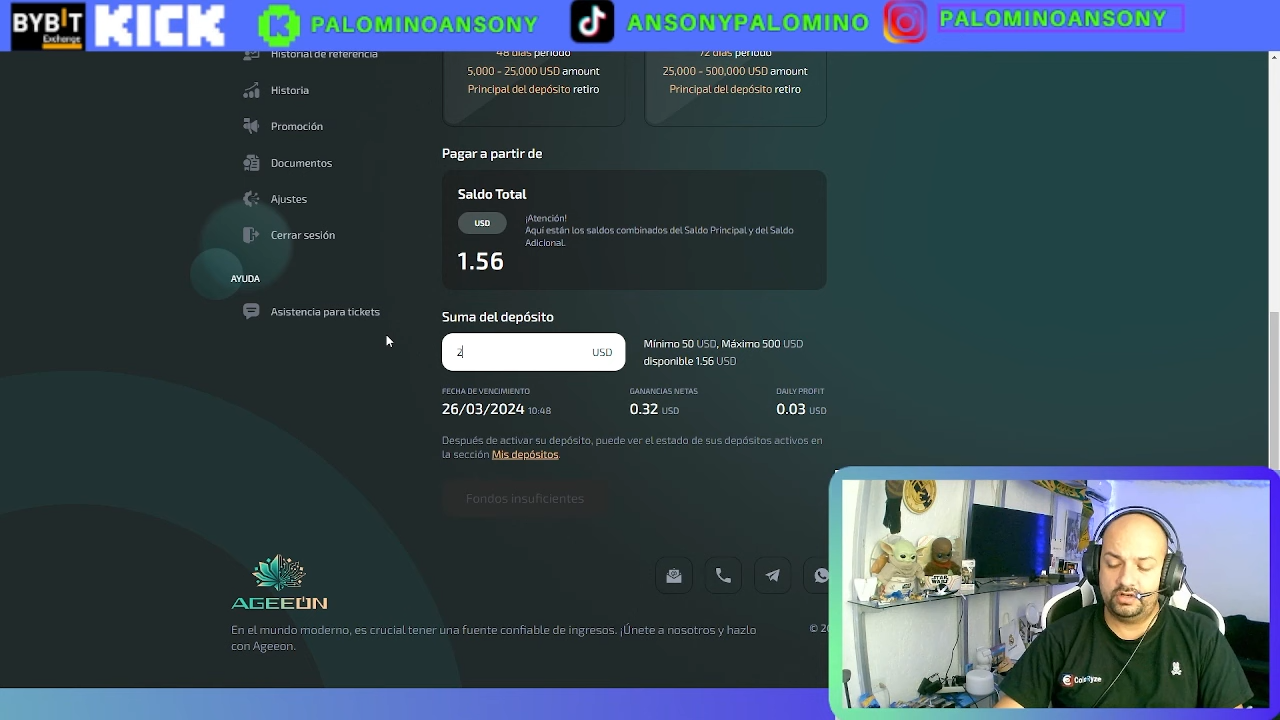 BYBIT
Exchange
KICK
PALOMINOANSONY
ANSONYPALOMINO
PALOMINOANSONY
Historial de referencia
Historia
Promoción
Documentos
Ajustes
Cerrar sesión
AYUDA
Asistencia para tickets
48 días período
5,000 - 25,000 USD amount
Principal del depósito retiro
72 días período
25,000 - 500,000 USD amount
Principal del depósito retiro
Pagar a partir de
Saldo Total
USD
¡Atención!
Aquí están los saldos combinados del Saldo Principal y del Saldo
Adicional.
1.56
Suma del depósito
2
USD
Mínimo 50 USD, Máximo 500 USD
disponible 1.56 USD
FECHA DE VENCIMIENTO
26/03/2024 10:48
GANANCIAS NETAS
0.32 USD
DAILY PROFIT
0.03 USD
Después de activar su depósito, puede ver el estado de sus depósitos activos en
la sección Mis depósitos.
Fondos insuficientes
AGEEON
En el mundo moderno, es crucial tener una fuente confiable de ingresos. ¡Únete a nosotros y hazlo
con Ageeon.
© 20
STAR
WARS